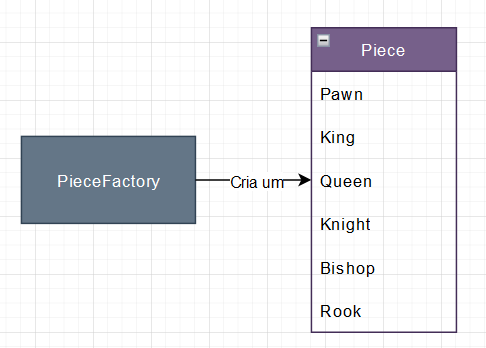 Piece
Pawn
King
PieceFactory
Cria um
Queen
Knight
Bishop
Rook